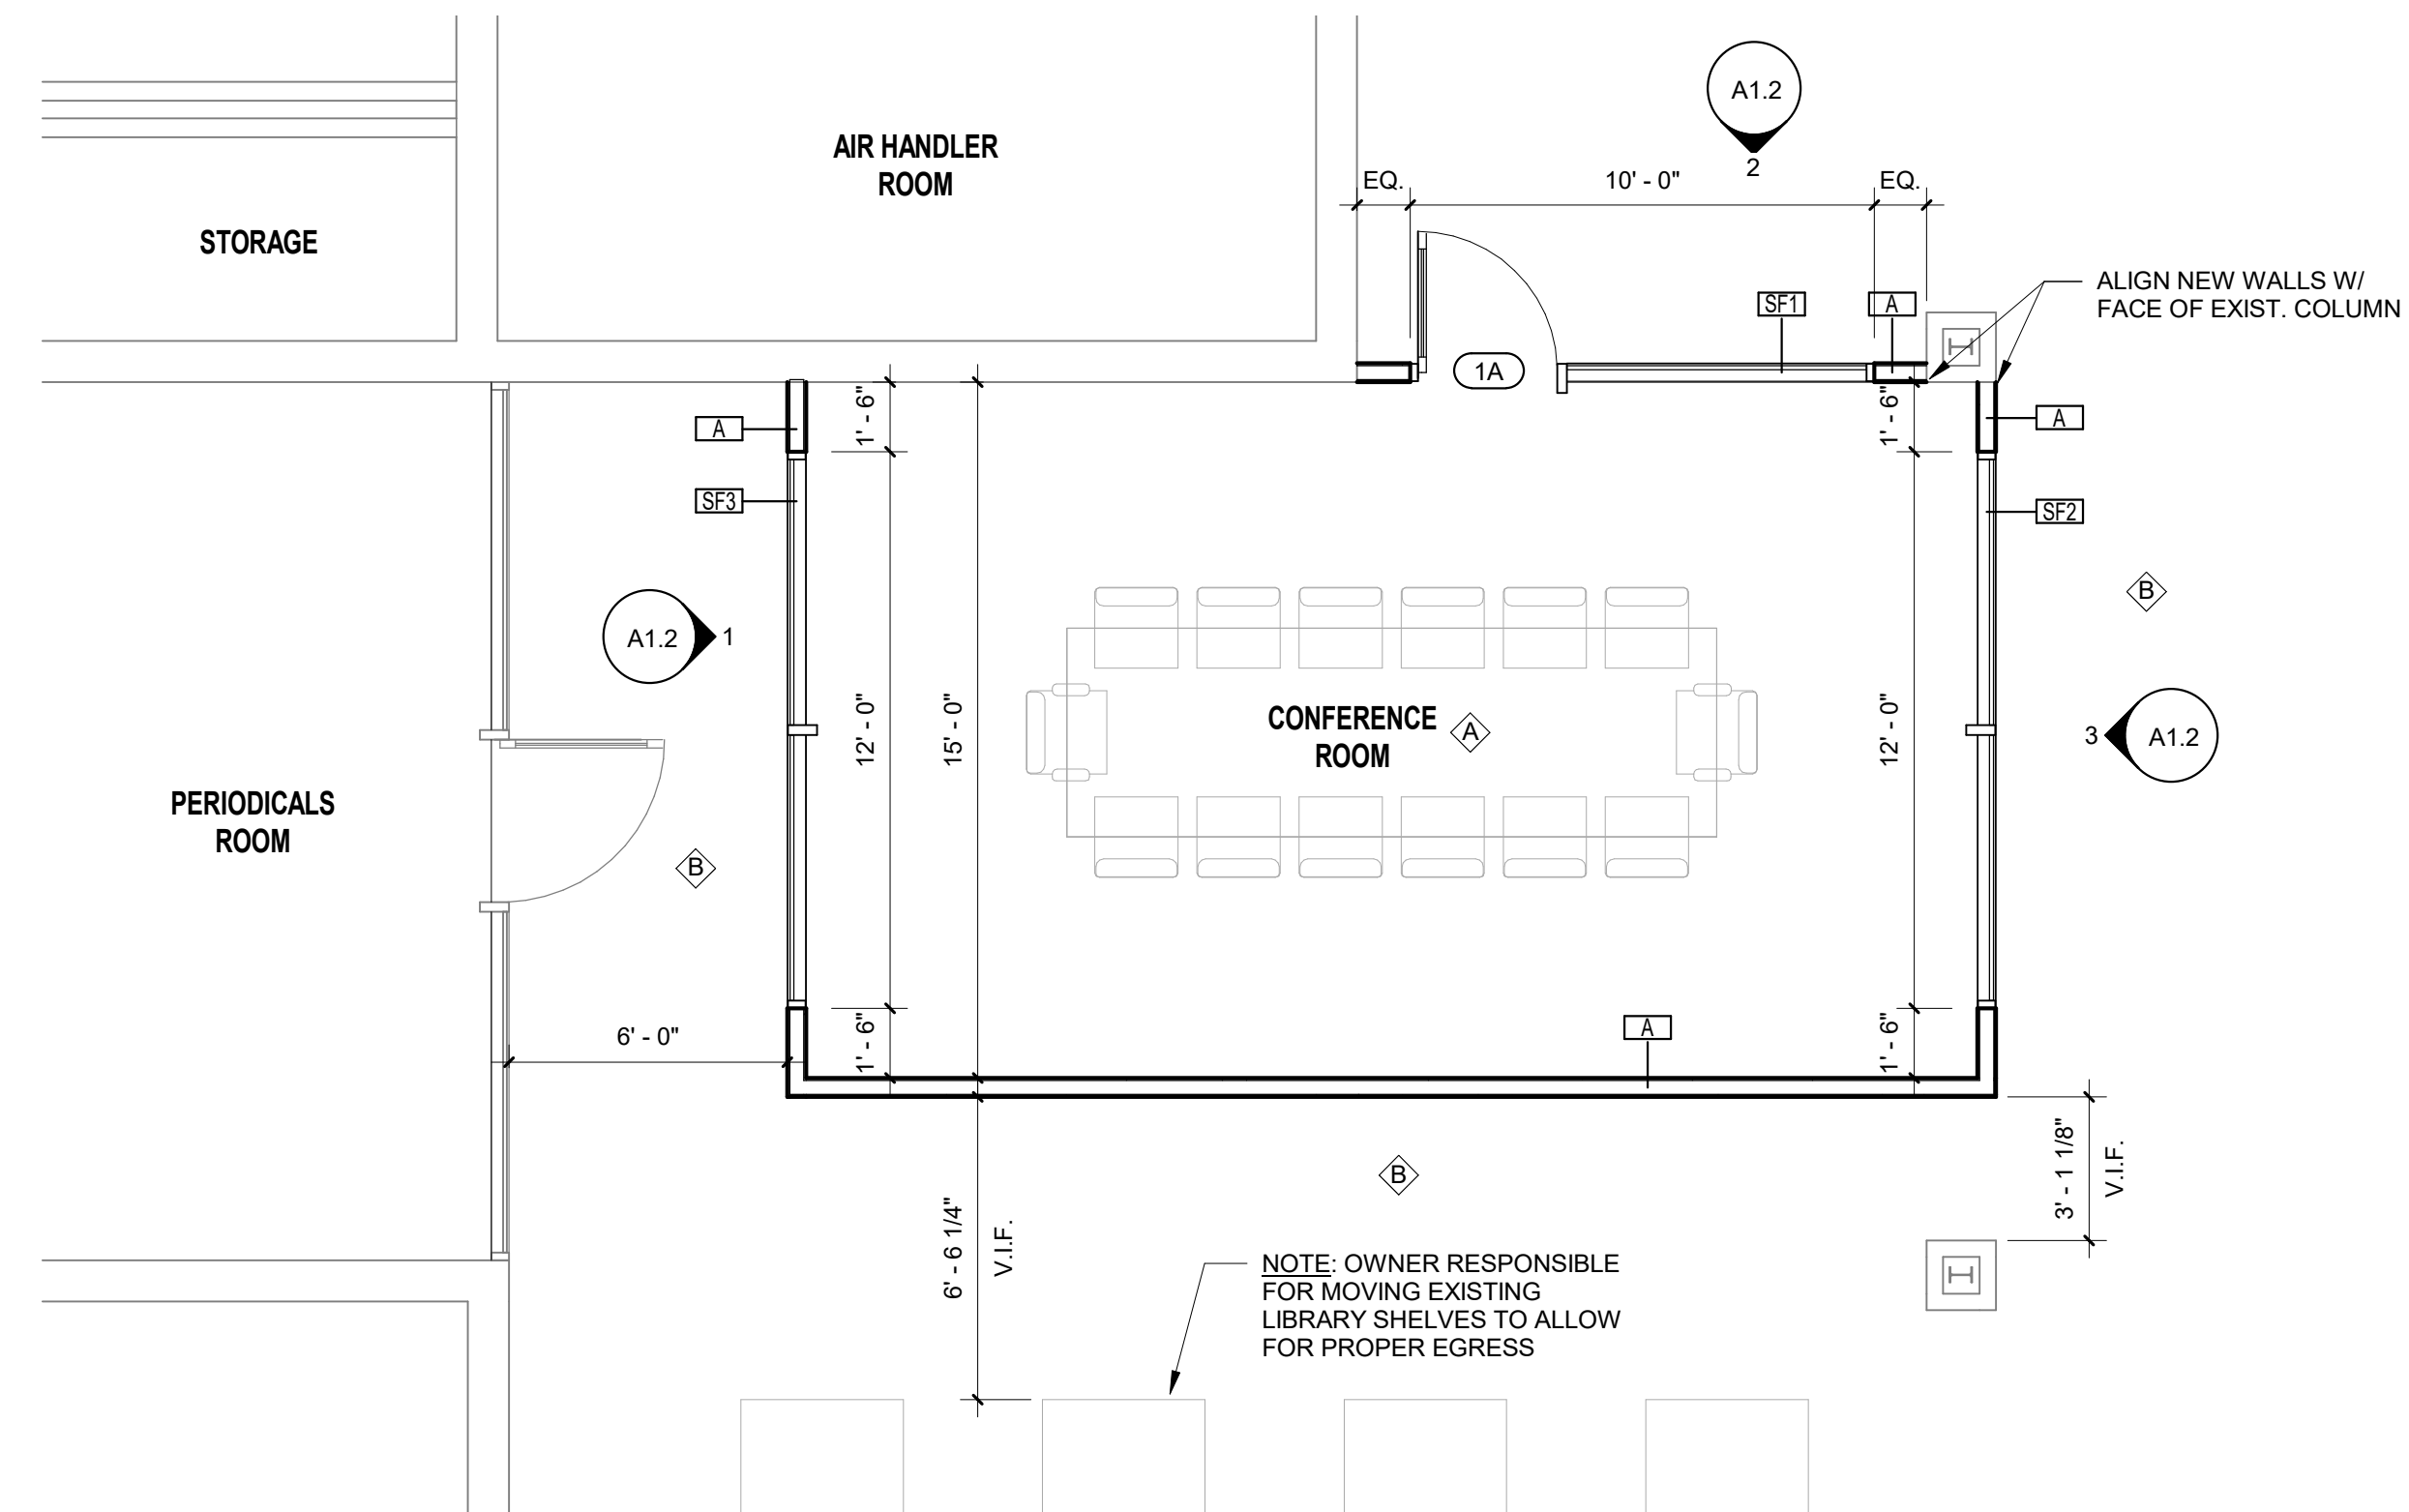 A1.2
2
AIR HANDLER
ROOM
STORAGE
EQ.
10' - 0"
EQ.
ALIGN NEW WALLS W/
FACE OF EXIST. COLUMN
SF1
A
1A
A
1' - 6"
1' - 6"
A
SF3
SF2
B
A1.2
1
12' - 0"
15' - 0"
CONFERENCE
ROOM
A
12' - 0"
3
A1.2
PERIODICALS
ROOM
B
6' - 0"
1' - 6"
A
1' - 6"
3' - 1 1/8"
V.I.F.
B
6' - 6 1/4"
V.I.F.
NOTE: OWNER RESPONSIBLE
FOR MOVING EXISTING
LIBRARY SHELVES TO ALLOW
FOR PROPER EGRESS